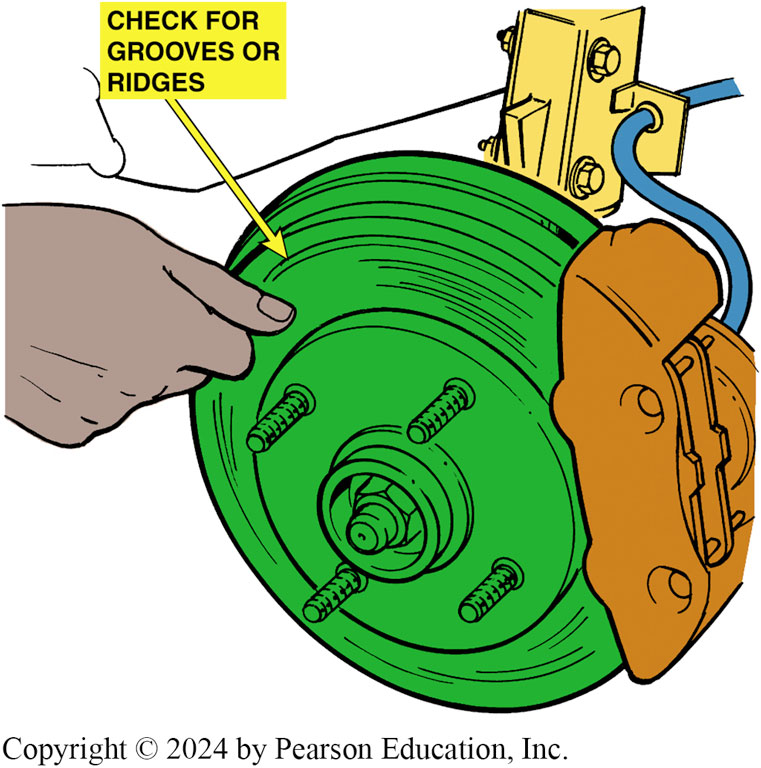 CHECK FOR
GROOVES OR
RIDGES
Copyright © 2024 by Pearson Education, Inc.